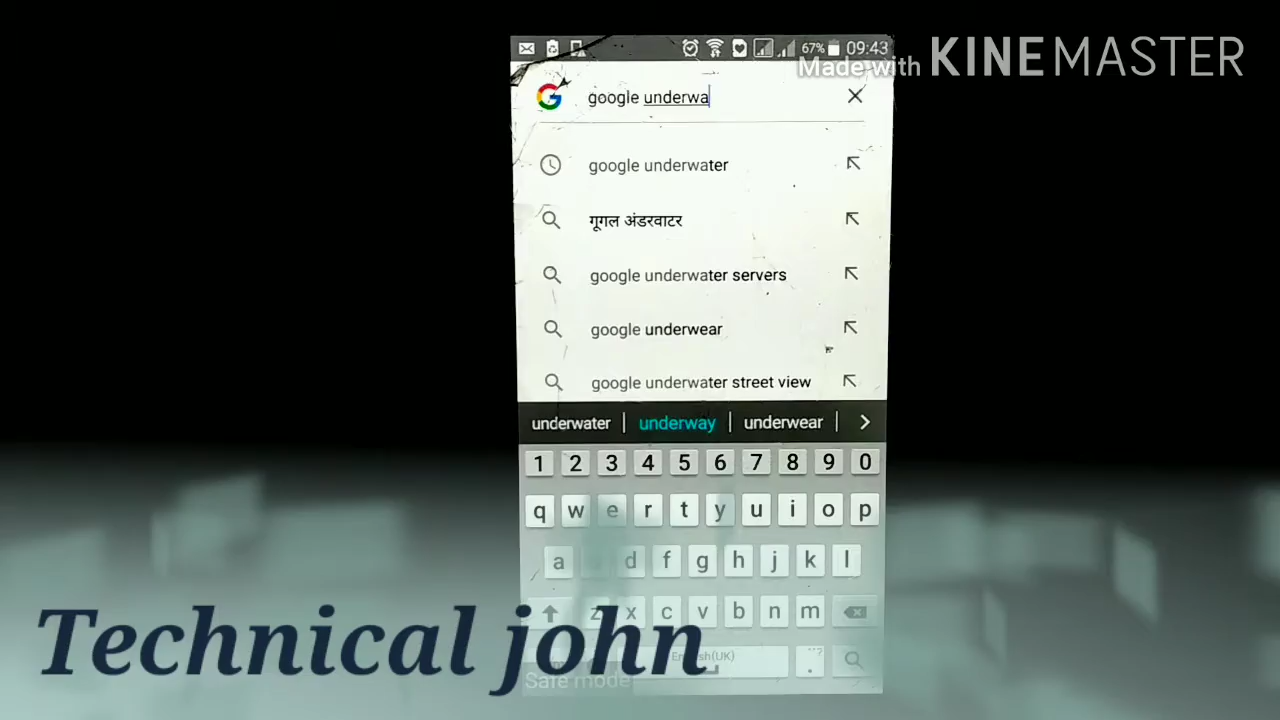 67% 09:43
Made with KINEMASTER
google underwa
google underwater
गूगल अंडरवाटर
google underwater servers
google underwear
google underwater street view
underwater underway underwear
1 2 3 4 5 6 7 8 9 0
q w e r t y u i o p
a d f g h j k l
z x c v b n m
English(UK)
Safe mode
Technical john